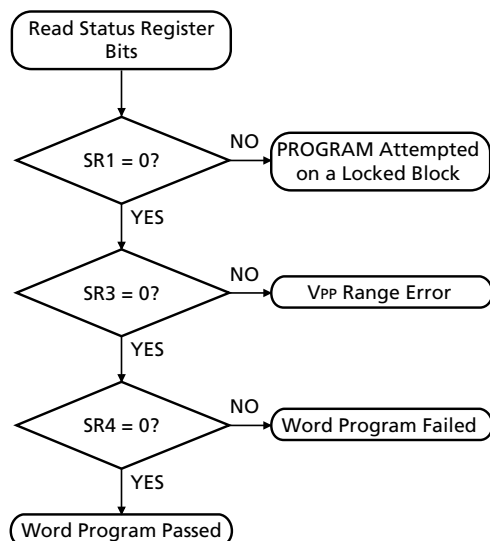 Read Status Register
Bits
SR1 = 0?
NO
PROGRAM Attempted
on a Locked Block
YES
SR3 = 0?
NO
VPP Range Error
YES
SR4 = 0?
NO
Word Program Failed
YES
Word Program Passed